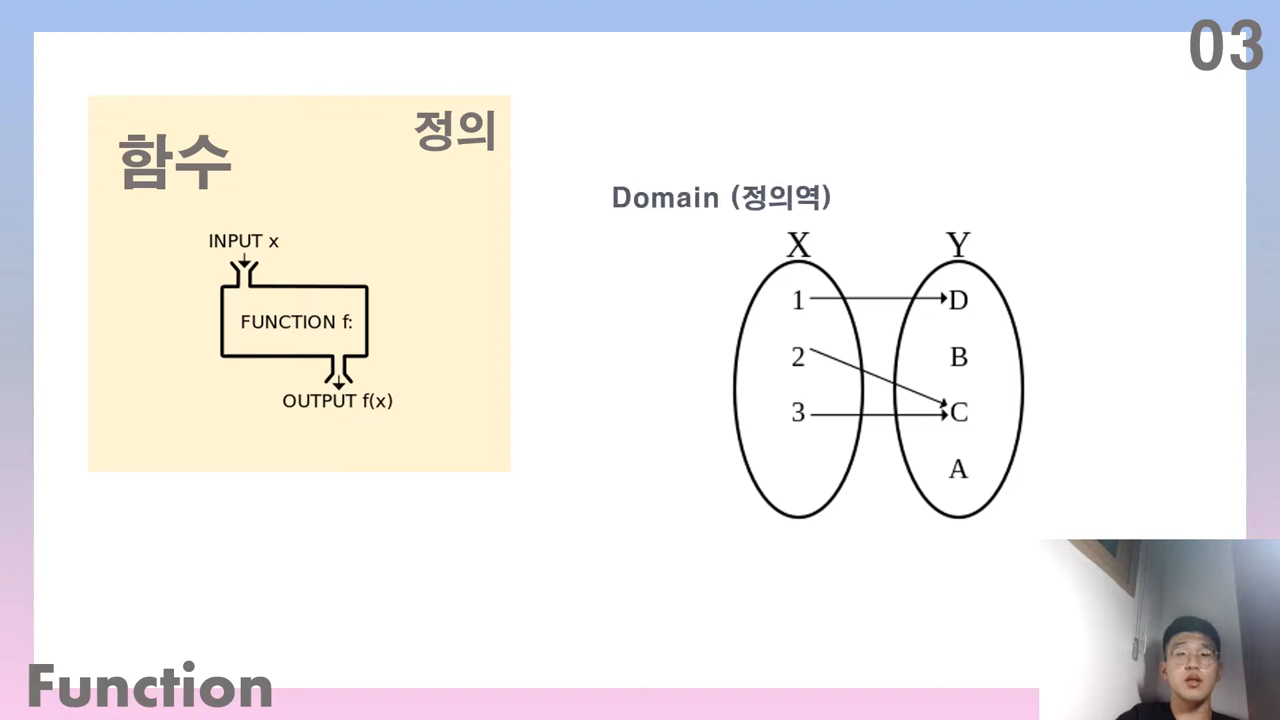 03
정의
함수
INPUT x
FUNCTION f:
OUTPUT f(x)
Domain (정의역)
X Y
1 D
2 B
3 C
A
Function